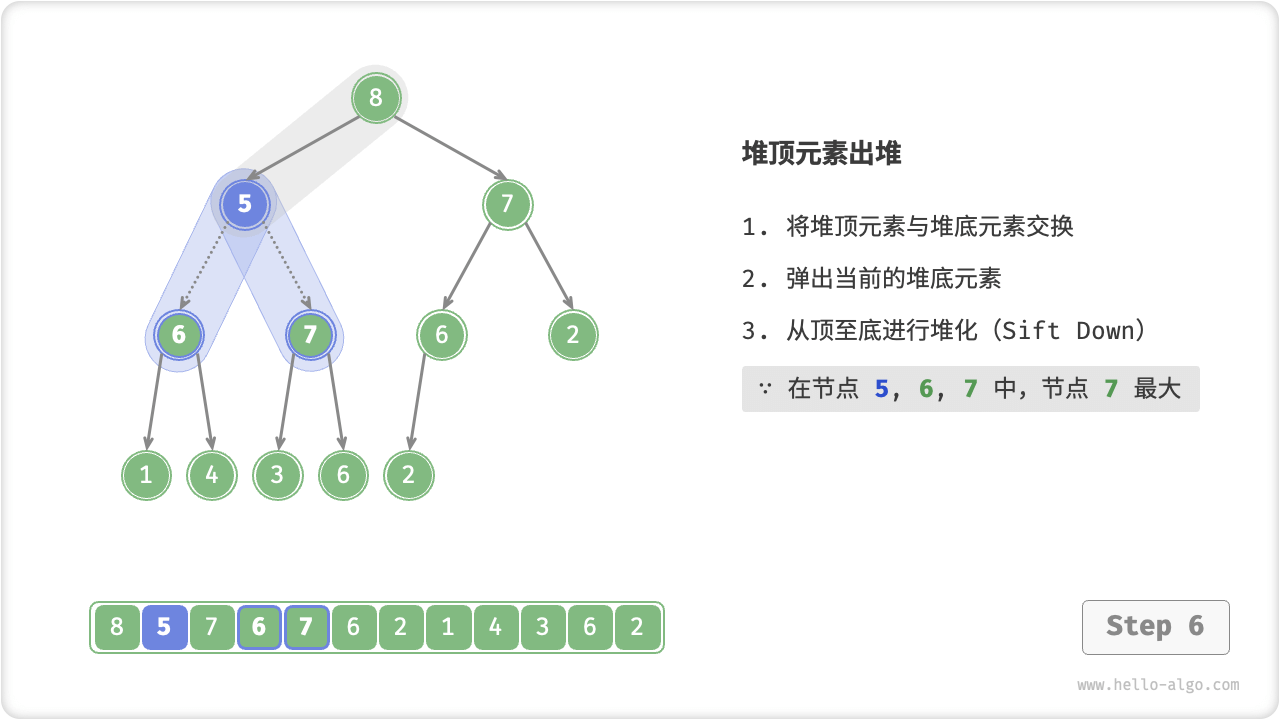 8
堆顶元素出堆
5
7
1. 将堆顶元素与堆底元素交换
2. 弹出当前的堆底元素
6 7 6 2
3. 从顶至底进行堆化（Sift Down）
∵ 在节点 5, 6, 7 中，节点 7 最大
1 4 3 6 2
8 5 7 6 7 6 2 1 4 3 6 2
Step 6
www.hello-algo.com